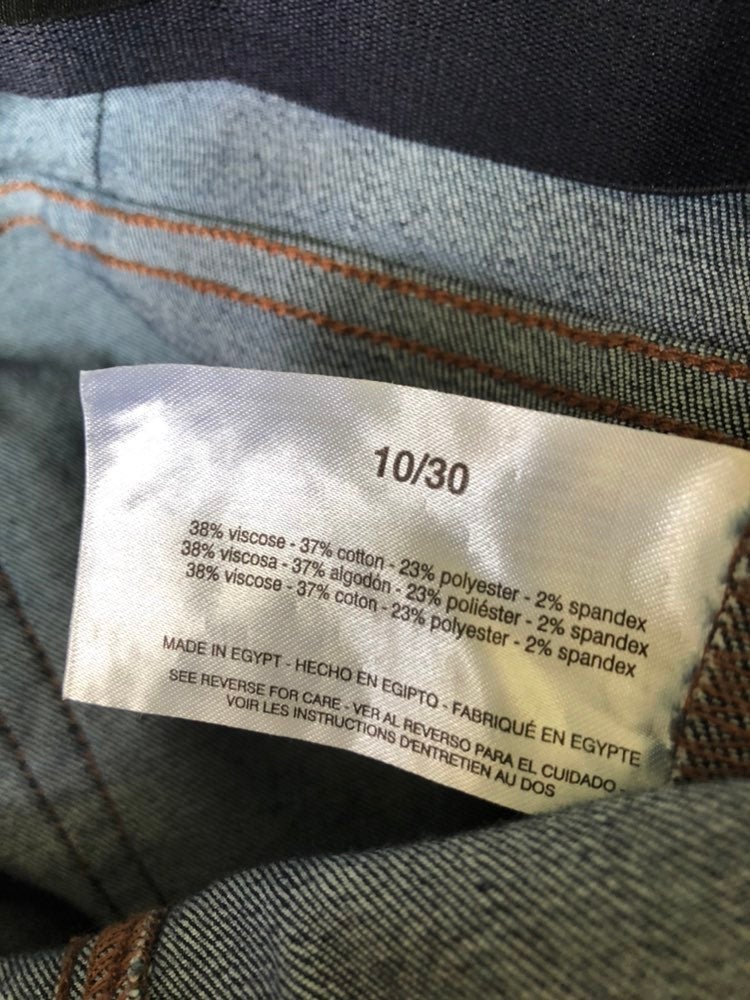 10/30
38% viscose - 37% cotton - 23% polyester - 2% spandex
38% viscosa - 37% algodón - 23% poliéster - 2% spandex
38% viscose - 37% coton - 23% polyester - 2% spandex
MADE IN EGYPT - HECHO EN EGIPTO - FABRIQUÉ EN EGYPTE
SEE REVERSE FOR CARE - VER AL REVERSO PARA EL CUIDADO -
VOIR LES INSTRUCTIONS D'ENTRETIEN AU DOS